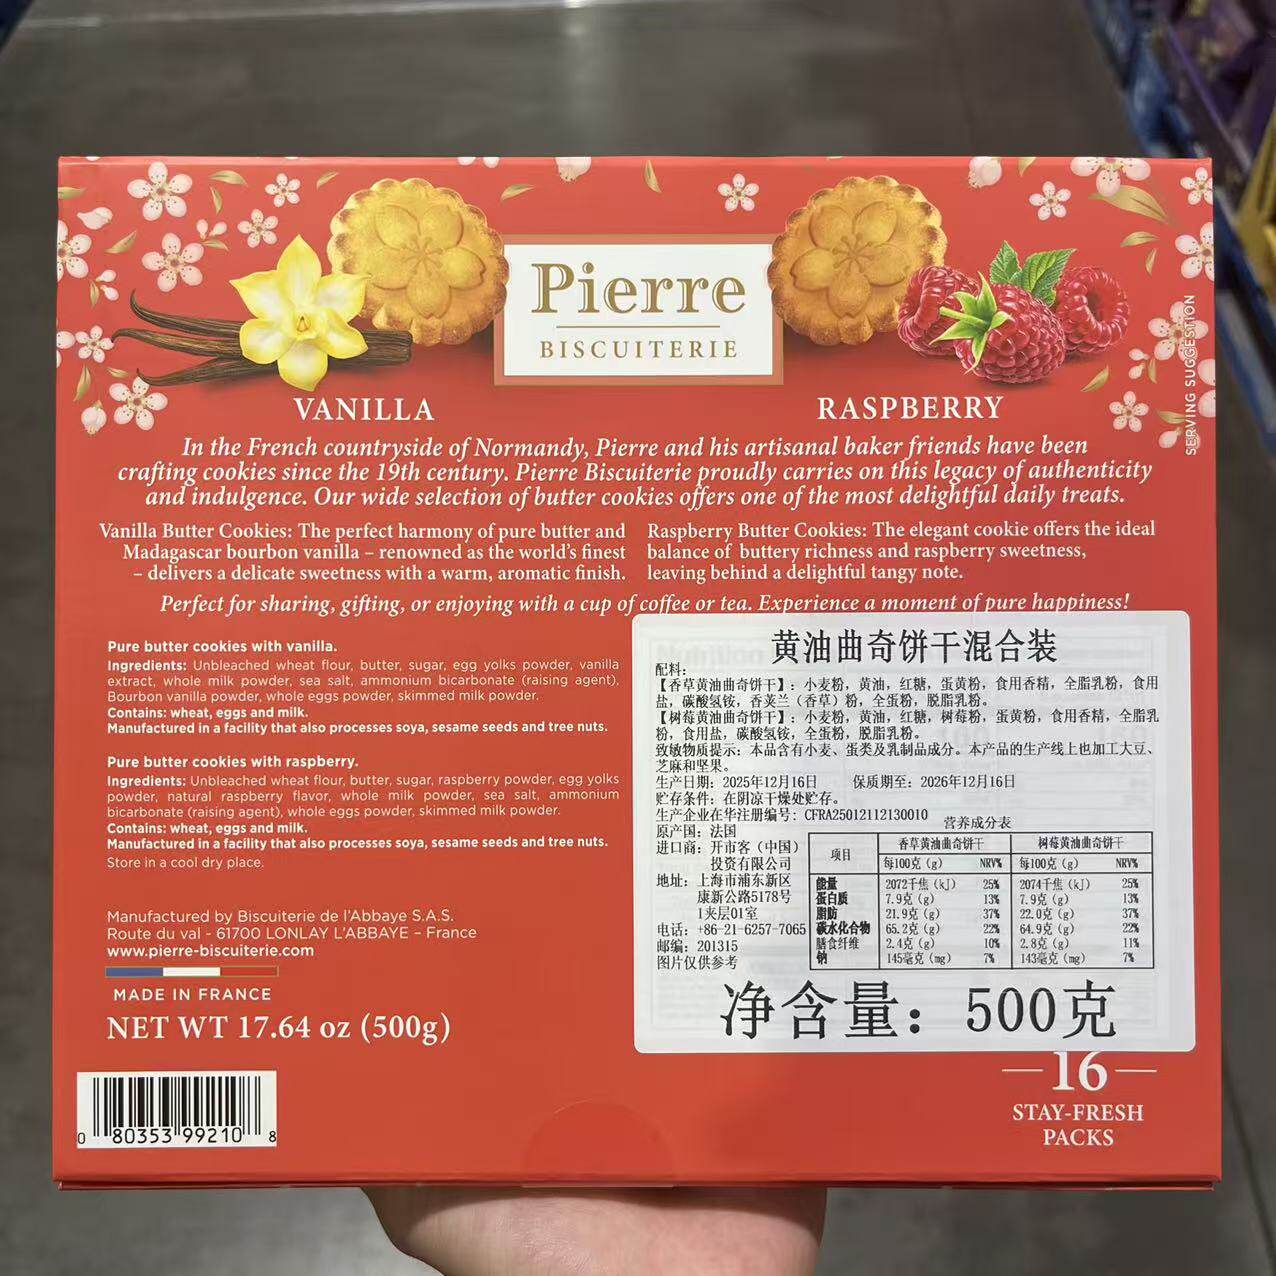 Pierre
BISCUITERIE
SERVING SUGGESTION
VANILLA
RASPBERRY
In the French countryside of Normandy, Pierre and his artisanal baker friends have been
crafting cookies since the 19th century. Pierre Biscuiterie proudly carries on this legacy of authenticity
and indulgence. Our wide selection of butter cookies offers one of the most delightful daily treats.
Vanilla Butter Cookies: The perfect harmony of pure butter and
Madagascar bourbon vanilla – renowned as the world's finest
– delivers a delicate sweetness with a warm, aromatic finish.
Raspberry Butter Cookies: The elegant cookie offers the ideal
balance of buttery richness and raspberry sweetness,
leaving behind a delightful tangy note.
Perfect for sharing, gifting, or enjoying with a cup of coffee or tea. Experience a moment of pure happiness!
Pure butter cookies with vanilla.
Ingredients: Unbleached wheat flour, butter, sugar, egg yolks powder, vanilla
extract, whole milk powder, sea salt, ammonium bicarbonate (raising agent),
Bourbon vanilla powder, whole eggs powder, skimmed milk powder.
Contains: wheat, eggs and milk.
Manufactured in a facility that also processes soya, sesame seeds and tree nuts.
Pure butter cookies with raspberry.
Ingredients: Unbleached wheat flour, butter, sugar, raspberry powder, egg yolks
powder, natural raspberry flavor, whole milk powder, sea salt, ammonium
bicarbonate (raising agent), whole eggs powder, skimmed milk powder.
Contains: wheat, eggs and milk.
Manufactured in a facility that also processes soya, sesame seeds and tree nuts.
Store in a cool dry place.
Manufactured by Biscuiterie de l'Abbaye S.A.S.
Route du val - 61700 LONLAY L'ABBAYE – France
www.pierre-biscuiterie.com
MADE IN FRANCE
NET WT 17.64 oz (500g)
0 80353 99210 8
黄油曲奇饼干混合装
配料:
【香草黄油曲奇饼干】: 小麦粉, 黄油, 红糖, 蛋黄粉, 食用香精, 全脂乳粉, 食用
盐, 碳酸氢铵, 香荚兰(香草)粉, 全蛋粉, 脱脂乳粉。
【树莓黄油曲奇饼干】: 小麦粉, 黄油, 红糖, 树莓粉, 蛋黄粉, 食用香精, 全脂乳
粉, 食用盐, 碳酸氢铵, 全蛋粉, 脱脂乳粉。
致敏物质提示: 本品含有小麦、蛋类及乳制品成分。本产品的生产线上也加工大豆、
芝麻和坚果。
生产日期: 2025年12月16日 保质期至: 2026年12月16日
贮存条件: 在阴凉干燥处贮存。
生产企业在华注册编号: CFRA25012112130010
原产国: 法国
进口商: 开市客(中国)
投资有限公司
地址: 上海市浦东新区
康新公路5178号
1夹层01室
电话: +86-21-6257-7065
邮编: 201315
图片仅供参考
营养成分表
项目 香草黄油曲奇饼干 树莓黄油曲奇饼干
每100克(g) NRV% 每100克(g) NRV%
能量 2072千焦(kJ) 25% 2074千焦(kJ) 25%
蛋白质 7.9克(g) 13% 7.9克(g) 13%
脂肪 21.9克(g) 37% 22.0克(g) 37%
碳水化合物 65.2克(g) 22% 64.9克(g) 22%
膳食纤维 2.4克(g) 10% 2.8克(g) 11%
钠 145毫克(mg) 7% 143毫克(mg) 7%
净含量: 500克
16
STAY-FRESH
PACKS